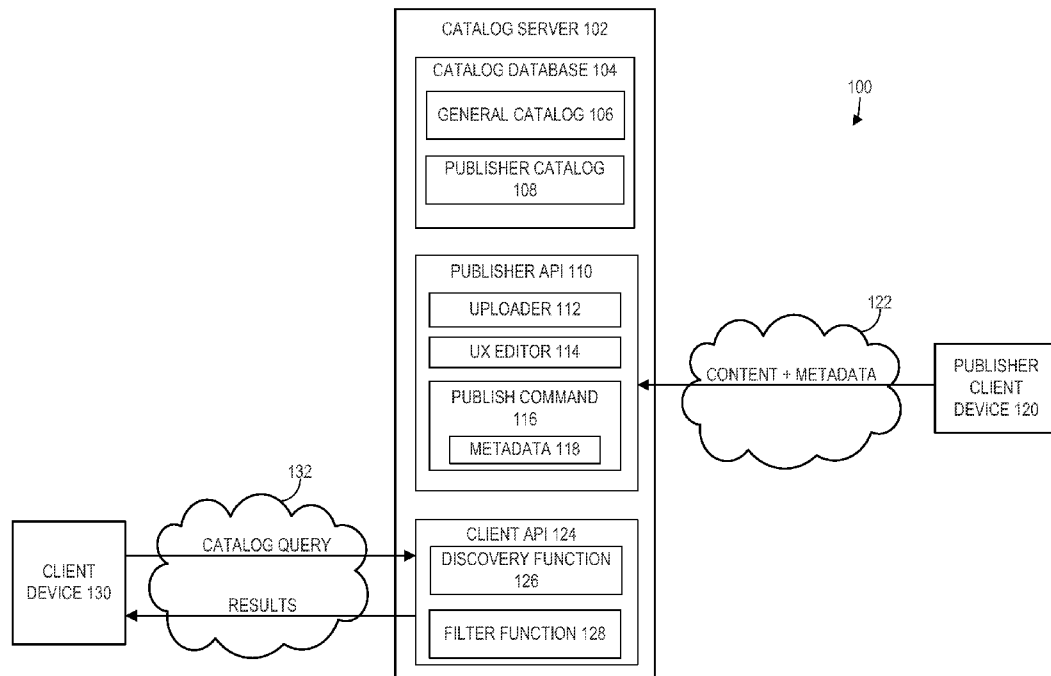 CATALOG SERVER 102
CATALOG DATABASE 104
GENERAL CATALOG 106
PUBLISHER CATALOG
108
100
PUBLISHER API 110
UPLOADER 112
UX EDITOR 114
PUBLISH COMMAND
116
METADATA 118
122
CONTENT + METADATA
PUBLISHER
CLIENT
DEVICE 120
132
CLIENT
DEVICE 130
CATALOG QUERY
RESULTS
CLIENT API 124
DISCOVERY FUNCTION
126
FILTER FUNCTION 128